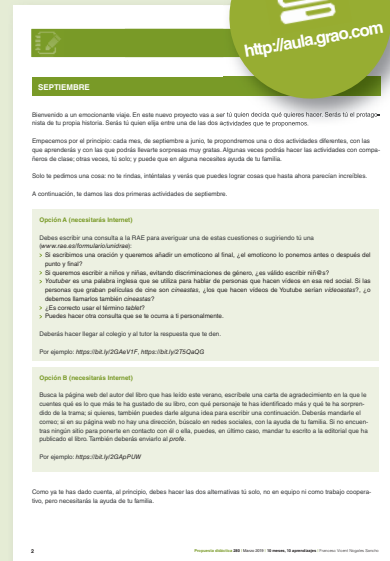 http://aula.grao.com
SEPTIEMBRE
Bienvenido a un emocionante viaje. En este nuevo proyecto vas a ser tú quien decida qué quieres hacer. Serás tú el protago-
nista de tu propia historia. Serás tú quien elija entre una de las dos actividades que te proponemos.
Empecemos por el principio: cada mes, de septiembre a junio, te propondremos una o dos actividades diferentes, con las
que aprenderás y con las que podrás llevarte sorpresas muy gratas. Algunas veces podrás hacer las actividades con compa-
ñeros de clase; otras veces, tú solo; y puede que en alguna necesites ayuda de tu familia.
Solo te pedimos una cosa: no te rindas, inténtalas y verás que puedes lograr cosas que hasta ahora parecían increíbles.
A continuación, te damos las dos primeras actividades de septiembre.
Opción A (necesitarás Internet)
Debes escribir una consulta a la RAE para averiguar una de estas cuestiones o sugiriendo tú una
(www.rae.es/formulario/unidrae):
> Si escribimos una oración y queremos añadir un emoticono al final, ¿el emoticono lo ponemos antes o después del
punto y final?
> Si queremos escribir a niños y niñas, evitando discriminaciones de género, ¿es válido escribir niñ@s?
> Youtuber es una palabra inglesa que se utiliza para hablar de personas que hacen vídeos en esa red social. Si las
personas que graban películas de cine son cineastas, ¿los que hacen vídeos de Youtube serían videoastas?, ¿o
debemos llamarlos también cineastas?
> ¿Es correcto usar el término tablet?
> Puedes hacer otra consulta que se te ocurra a ti personalmente.
Deberás hacer llegar al colegio y al tutor la respuesta que te den.
Por ejemplo: https://bit.ly/2GAeV1F, https://bit.ly/2T5QaQG
Opción B (necesitarás Internet)
Busca la página web del autor del libro que has leído este verano, escríbele una carta de agradecimiento en la que le
cuentes qué es lo que más te ha gustado de su libro, con qué personaje te has identificado más y qué te ha sorpren-
dido de la trama; si quieres, también puedes darle alguna idea para escribir una continuación. Deberás mandarle el
correo; si en su página web no hay una dirección, búscalo en redes sociales, con la ayuda de tu familia. Si no encuen-
tras ningún sitio para ponerte en contacto con él o ella, puedes, en último caso, mandar tu escrito a la editorial que ha
publicado el libro. También deberás enviarlo al profe.
Por ejemplo: https://bit.ly/2GApPUW
Como ya te has dado cuenta, al principio, debes hacer las dos alternativas tú solo, no en equipo ni como trabajo coopera-
tivo, pero necesitarás la ayuda de tu familia.
2
Propuesta didáctica 283 | Marzo 2019 | 10 meses, 10 aprendizajes | Francesc Vicent Nogales Sancho